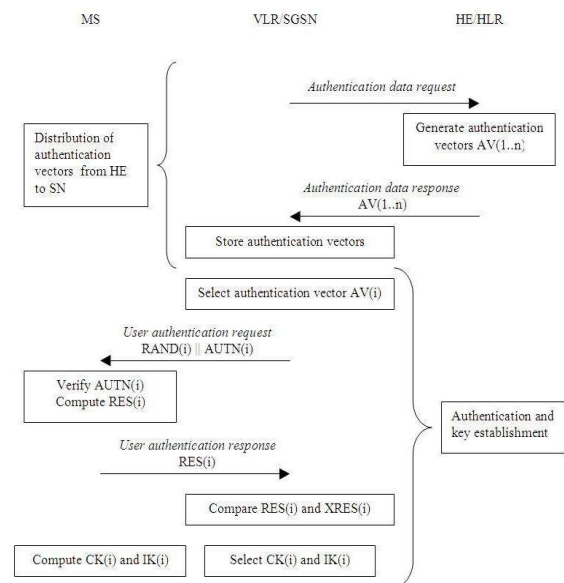 MS
VLR/SGSN
HE/HLR
Authentication data request
Generate authentication
vectors AV(1..n)
Distribution of
authentication
vectors from HE
to SN
Authentication data response
AV(1..n)
Store authentication vectors
Select authentication vector AV(i)
User authentication request
RAND(i) || AUTN(i)
Verify AUTN(i)
Compute RES(i)
Authentication and
key establishment
User authentication response
RES(i)
Compare RES(i) and XRES(i)
Compute CK(i) and IK(i)
Select CK(i) and IK(i)